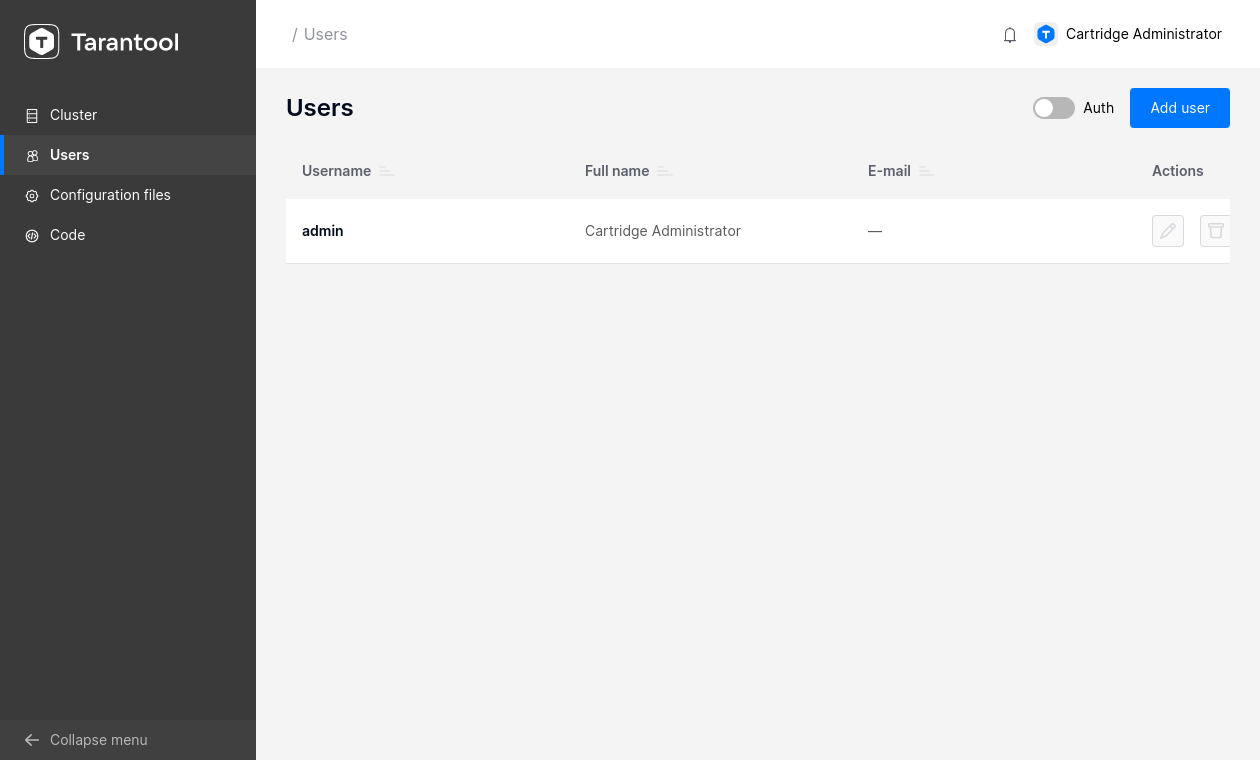 Tarantool
/ Users
Cartridge Administrator
Cluster
Users
Configuration files
Code
Users
Auth
Add user
Username
Full name
E-mail
Actions
admin
Cartridge Administrator
—
Collapse menu